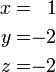 x = 1
y = −2
z = −2